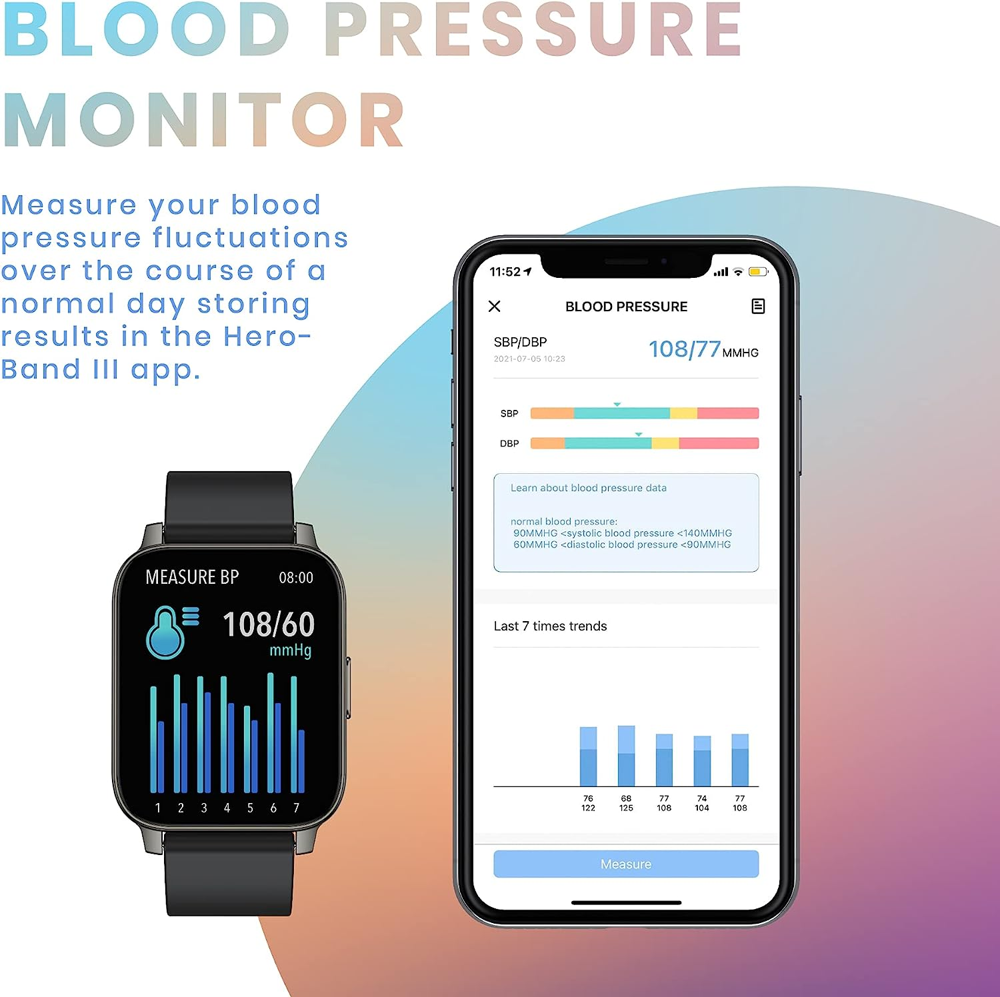 BLOOD PRESSURE
MONITOR
Measure your blood
pressure fluctuations
over the course of a
normal day storing
results in the Hero-
Band III app.
MEASURE BP 08:00
108/60
mmHg
1 2 3 4 5 6 7
11:52
BLOOD PRESSURE
SBP/DBP 108/77 MMHG
2021-07-05 10:23
SBP
DBP
Learn about blood pressure data
normal blood pressure:
90MMHG <systolic blood pressure <140MMHG
60MMHG <diastolic blood pressure <90MMHG
Last 7 times trends
76 68 77 74 77
122 125 108 104 108
Measure